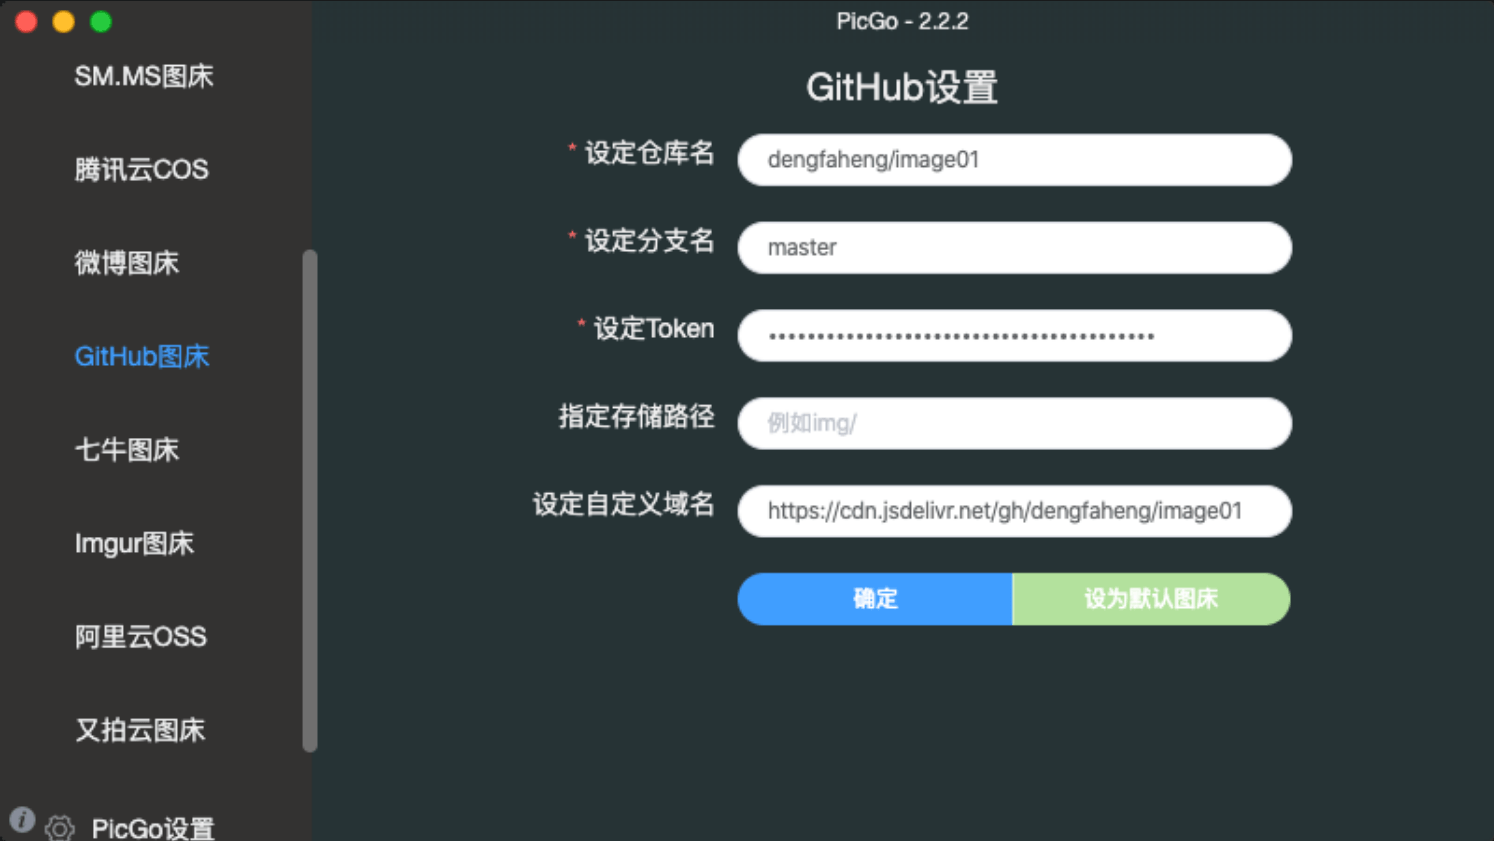 PicGo - 2.2.2
SM.MS图床
腾讯云COS
微博图床
GitHub图床
七牛图床
Imgur图床
阿里云OSS
又拍云图床
PicGo设置
GitHub设置
* 设定仓库名
dengfaheng/image01
* 设定分支名
master
* 设定Token
指定存储路径
例如img/
设定自定义域名
https://cdn.jsdelivr.net/gh/dengfaheng/image01
确定
设为默认图床